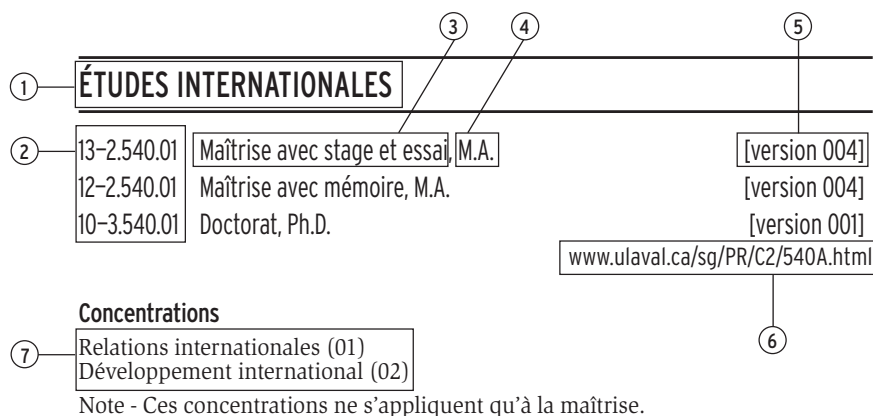 3 4 5
1 ÉTUDES INTERNATIONALES
2 13–2.540.01 Maîtrise avec stage et essai, M.A. [version 004]
12–2.540.01 Maîtrise avec mémoire, M.A. [version 004]
10–3.540.01 Doctorat, Ph.D. [version 001]
www.ulaval.ca/sg/PR/C2/540A.html
Concentrations
6
7 Relations internationales (01)
Développement international (02)
Note - Ces concentrations ne s'appliquent qu'à la maîtrise.